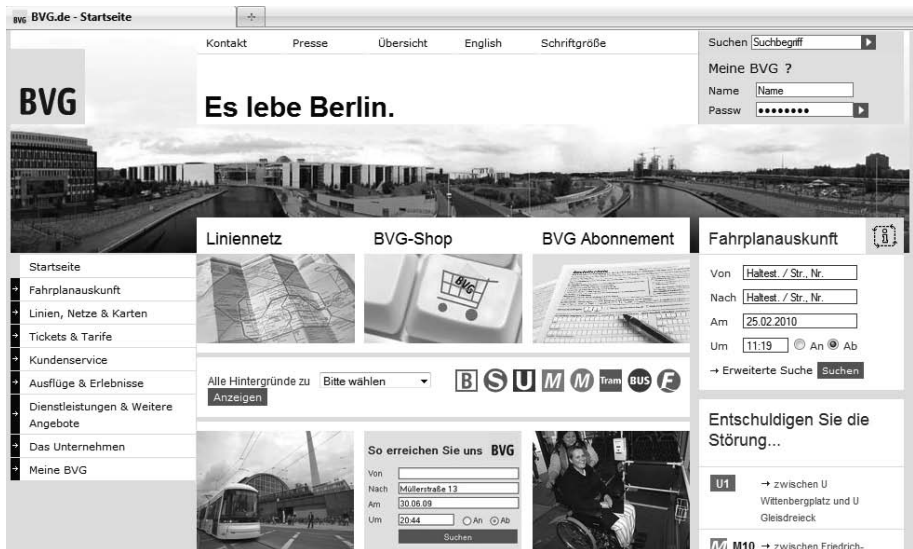 BVG BVG.de - Startseite
Kontakt Presse Übersicht English Schriftgröße
Suchen Suchbegriff
Meine BVG ?
Name Name
Passw ••••••••
BVG
Es lebe Berlin.
Liniennetz BVG-Shop BVG Abonnement Fahrplanauskunft
Startseite
Fahrplanauskunft
Linien, Netze & Karten
Tickets & Tarife
Kundenservice
Ausflüge & Erlebnisse
Dienstleistungen & Weitere
Angebote
Das Unternehmen
Meine BVG
BVG
Von Haltest. / Str., Nr.
Nach Haltest. / Str., Nr.
Am 25.02.2010
Um 11:19 An Ab
→ Erweiterte Suche Suchen
Alle Hintergründe zu Bitte wählen
Anzeigen
B S U M M Tram BUS F
So erreichen Sie uns BVG
Von
Nach Müllerstraße 13
Am 30.06.09
Um 20:44 An Ab
Suchen
Entschuldigen Sie die
Störung...
U1 → zwischen U
Wittenbergplatz und U
Gleisdreieck
M M10 → zwischen Friedrich-